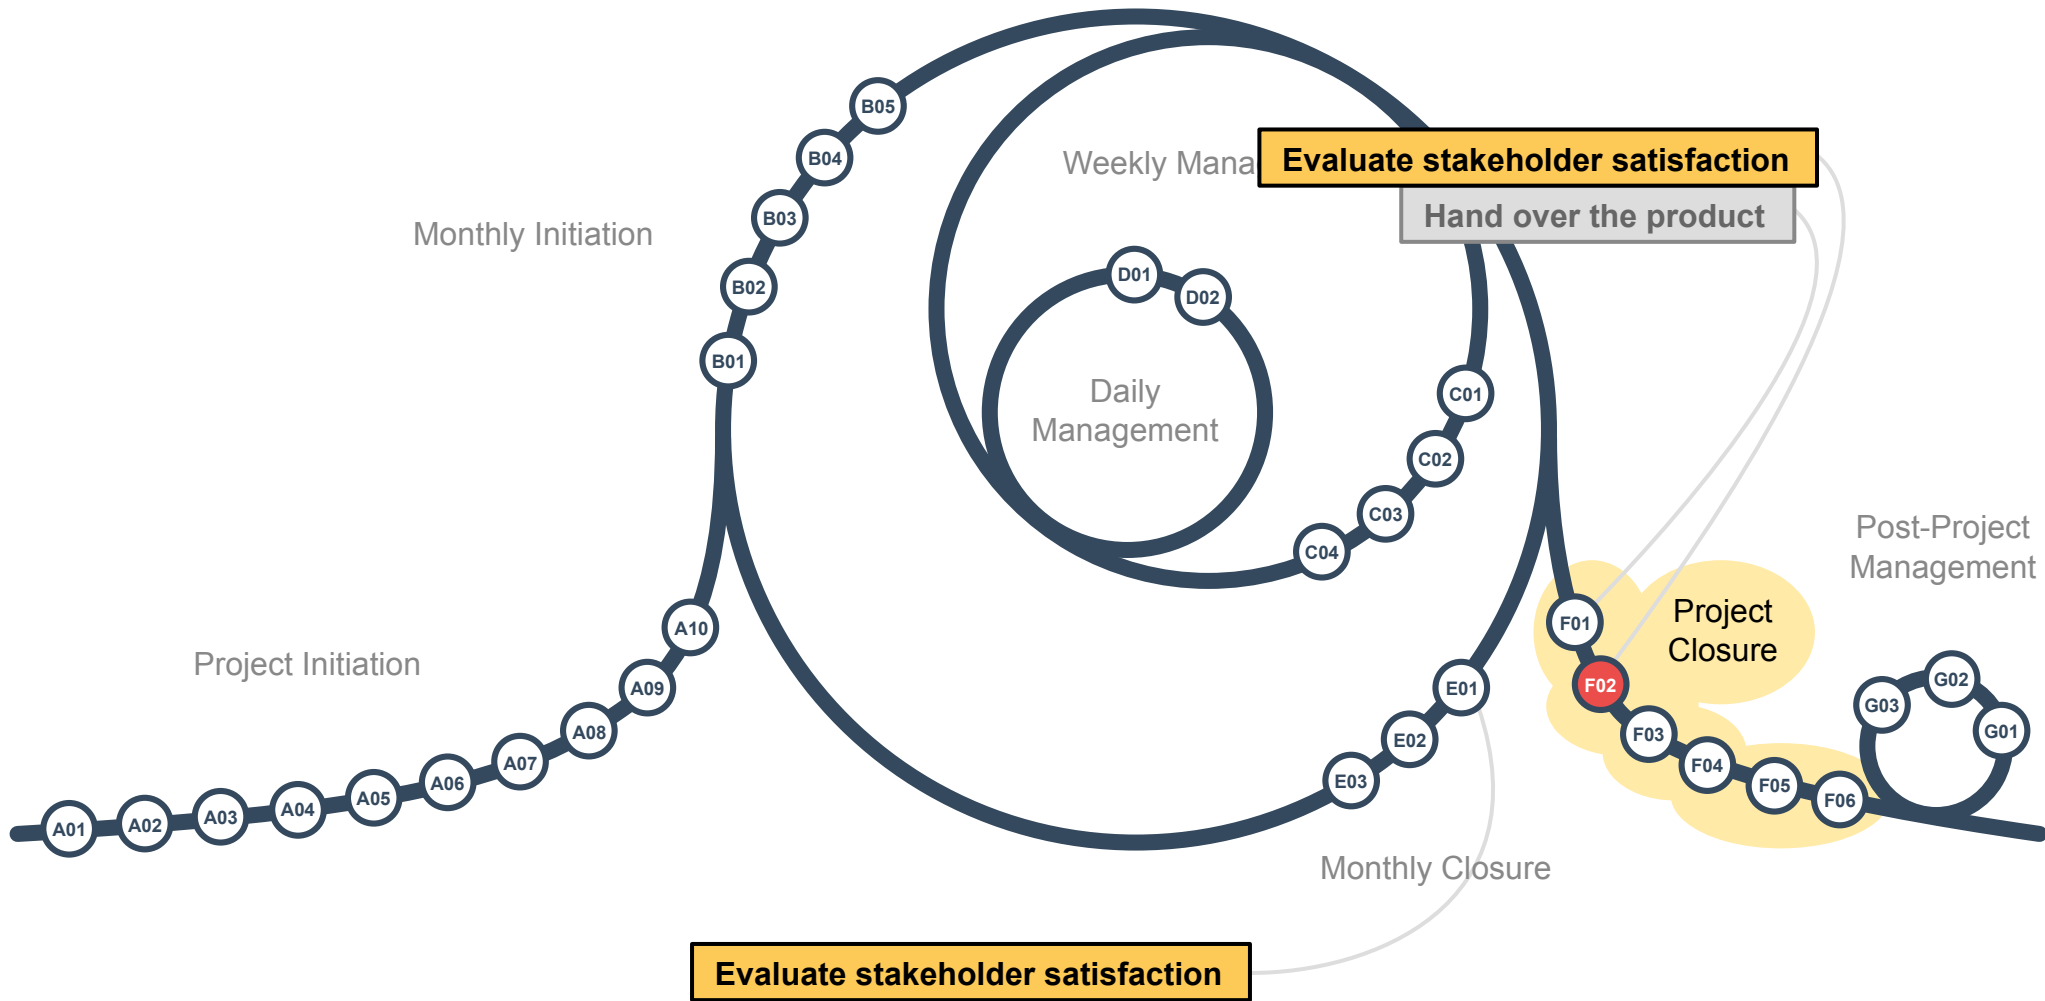 B05
B04
B03
B02
B01
Monthly Initiation
Weekly Mana
Evaluate stakeholder satisfaction
Hand over the product
D01
D02
Daily
Management
C01
C02
C03
C04
Post-Project
Management
Project
Closure
Project Initiation
A10
A09
A08
A07
A06
A05
A04
A03
A02
A01
E01
E02
E03
F01
F02
F03
F04
F05
F06
G03
G02
G01
Monthly Closure
Evaluate stakeholder satisfaction